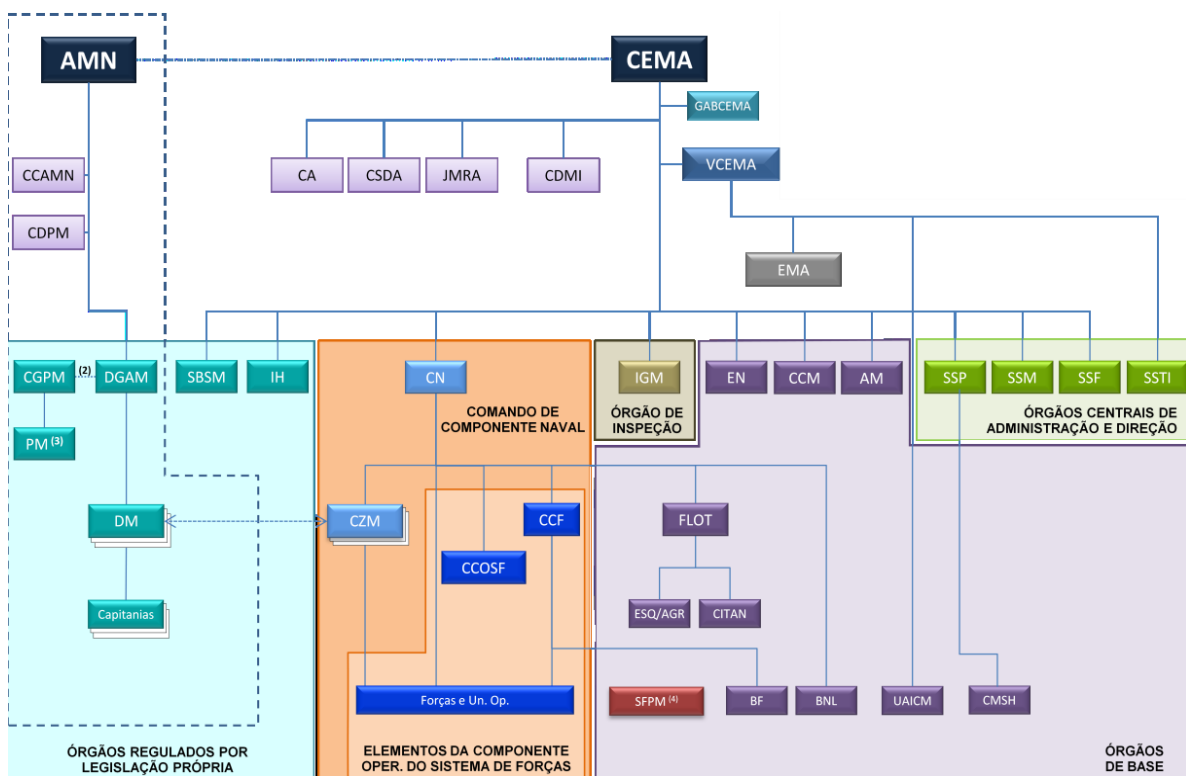 AMN
CEMA
GABCEMA
CCAMN
CA
CSDA
JMRA
CDMI
VCEMA
CDPM
EMA
CGPM
(2)
DGAM
SBSM
IH
CN
IGM
EN
CCM
AM
SSP
SSM
SSF
SSTI
COMANDO DE
COMPONENTE NAVAL
ÓRGÃO DE
INSPEÇÃO
ÓRGÃOS CENTRAIS DE
ADMINISTRAÇÃO E DIREÇÃO
PM (3)
DM
CZM
CCF
FLOT
CCOSF
Capitanias
ESQ/AGR
CITAN
Forças e Un. Op.
SFPM (4)
BF
BNL
UAICM
CMSH
ÓRGÃOS REGULADOS POR
LEGISLAÇÃO PRÓPRIA
ELEMENTOS DA COMPONENTE
OPER. DO SISTEMA DE FORÇAS
ÓRGÃOS
DE BASE